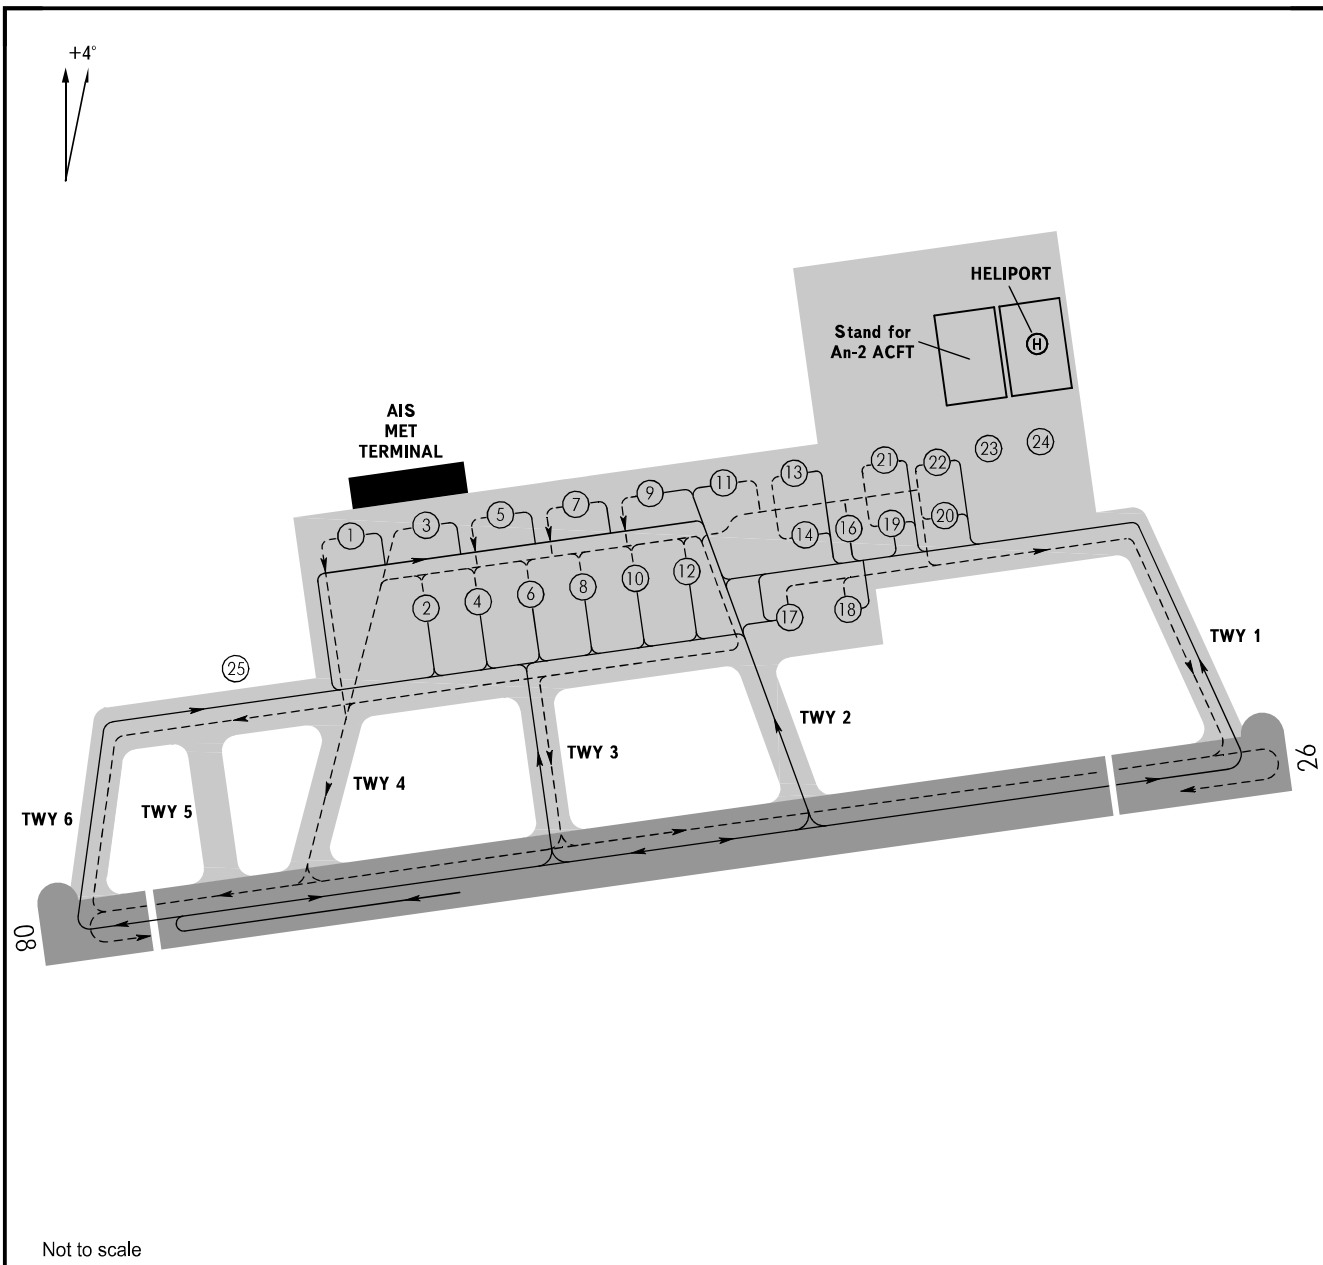 +4°
HELIPORT
Stand for
An-2 ACFT
H
AIS
MET
TERMINAL
1
3
5
7
9
11
13
21
22
23
24
2
4
6
8
10
12
14
16
19
20
17
18
25
TWY 1
TWY 2
TWY 3
TWY 4
TWY 5
TWY 6
26
08
Not to scale